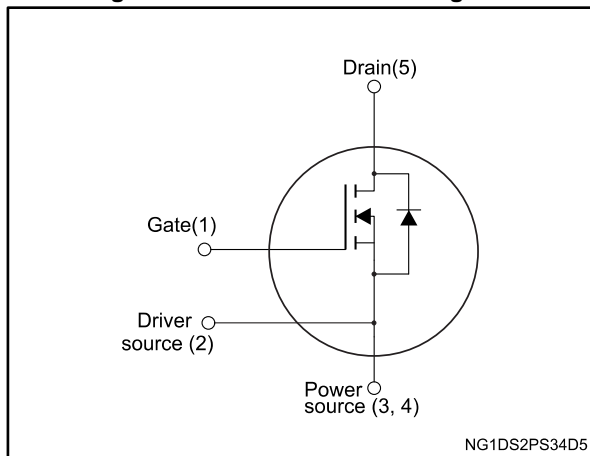 Drain(5)
Gate(1)
Driver
source (2)
Power
source (3, 4)
NG1DS2PS34D5